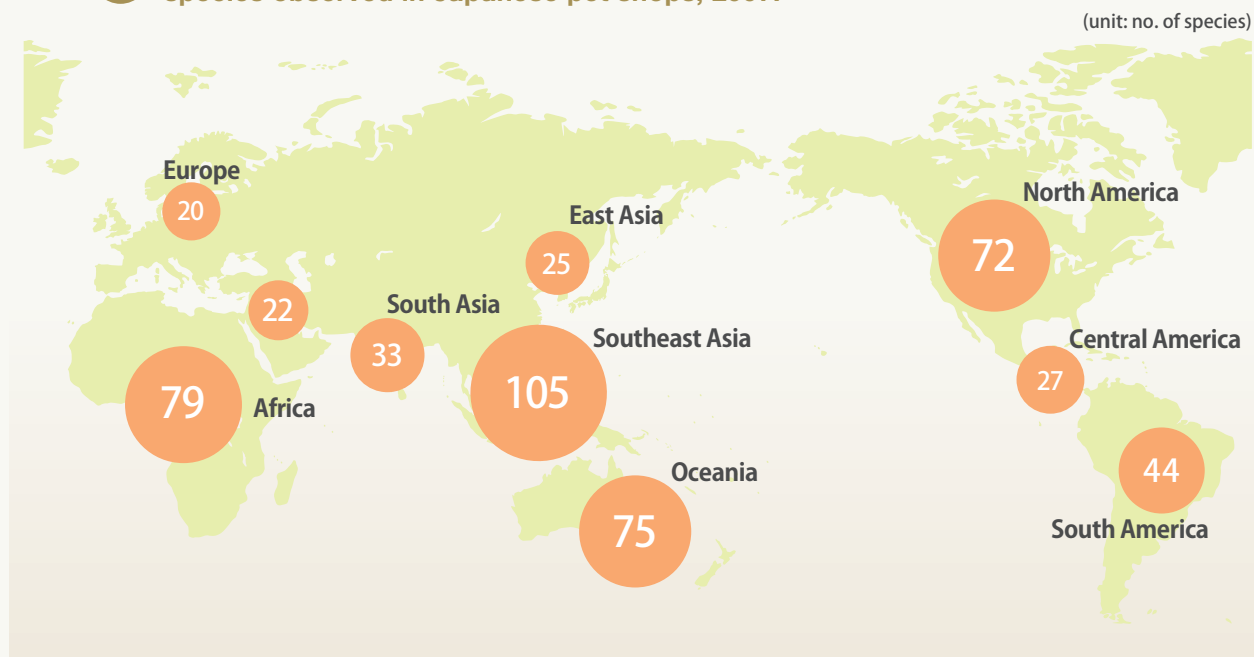 (unit: no. of species)
Europe
20
East Asia
25
North America
72
22
South Asia
33
Southeast Asia
105
Central America
27
79
Africa
Oceania
75
44
South America